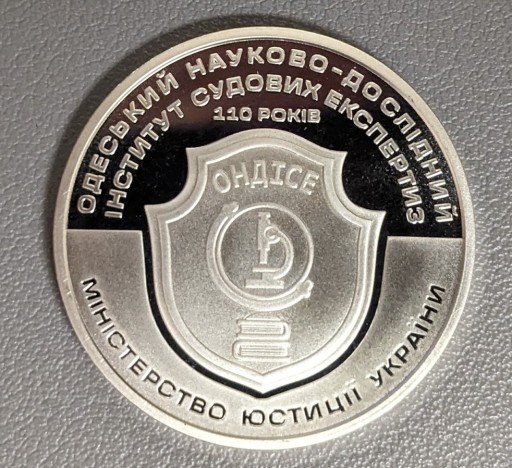 ОДЕСЬКИЙ НАУКОВО-ДОСЛІДНИЙ
ІНСТИТУТ СУДОВИХ ЕКСПЕРТИЗ
110 РОКІВ
ОНДІСЕ
МІНІСТЕРСТВО ЮСТИЦІЇ УКРАЇНИ